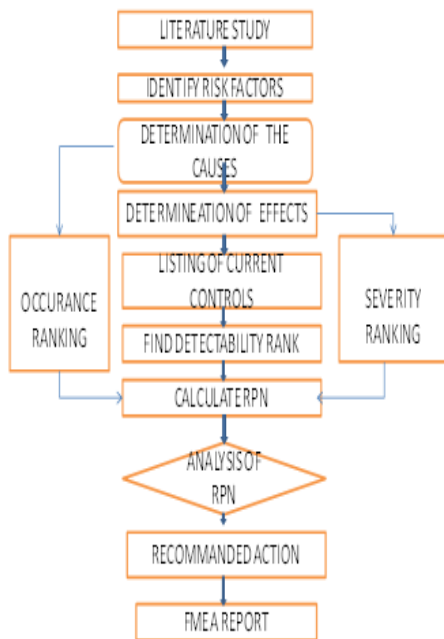 LITERATURE STUDY
IDENTIFY RISK FACTORS
DETERMINATION OF THE
CAUSES
DETERMINEATION OF EFFECTS
LISTING OF CURRENT
CONTROLS
OCCURANCE
RANKING
SEVERITY
RANKING
FIND DETECTABILITY RANK
CALCULATE RPN
ANALYSIS OF
RPN
RECOMMANDED ACTION
FMEA REPORT